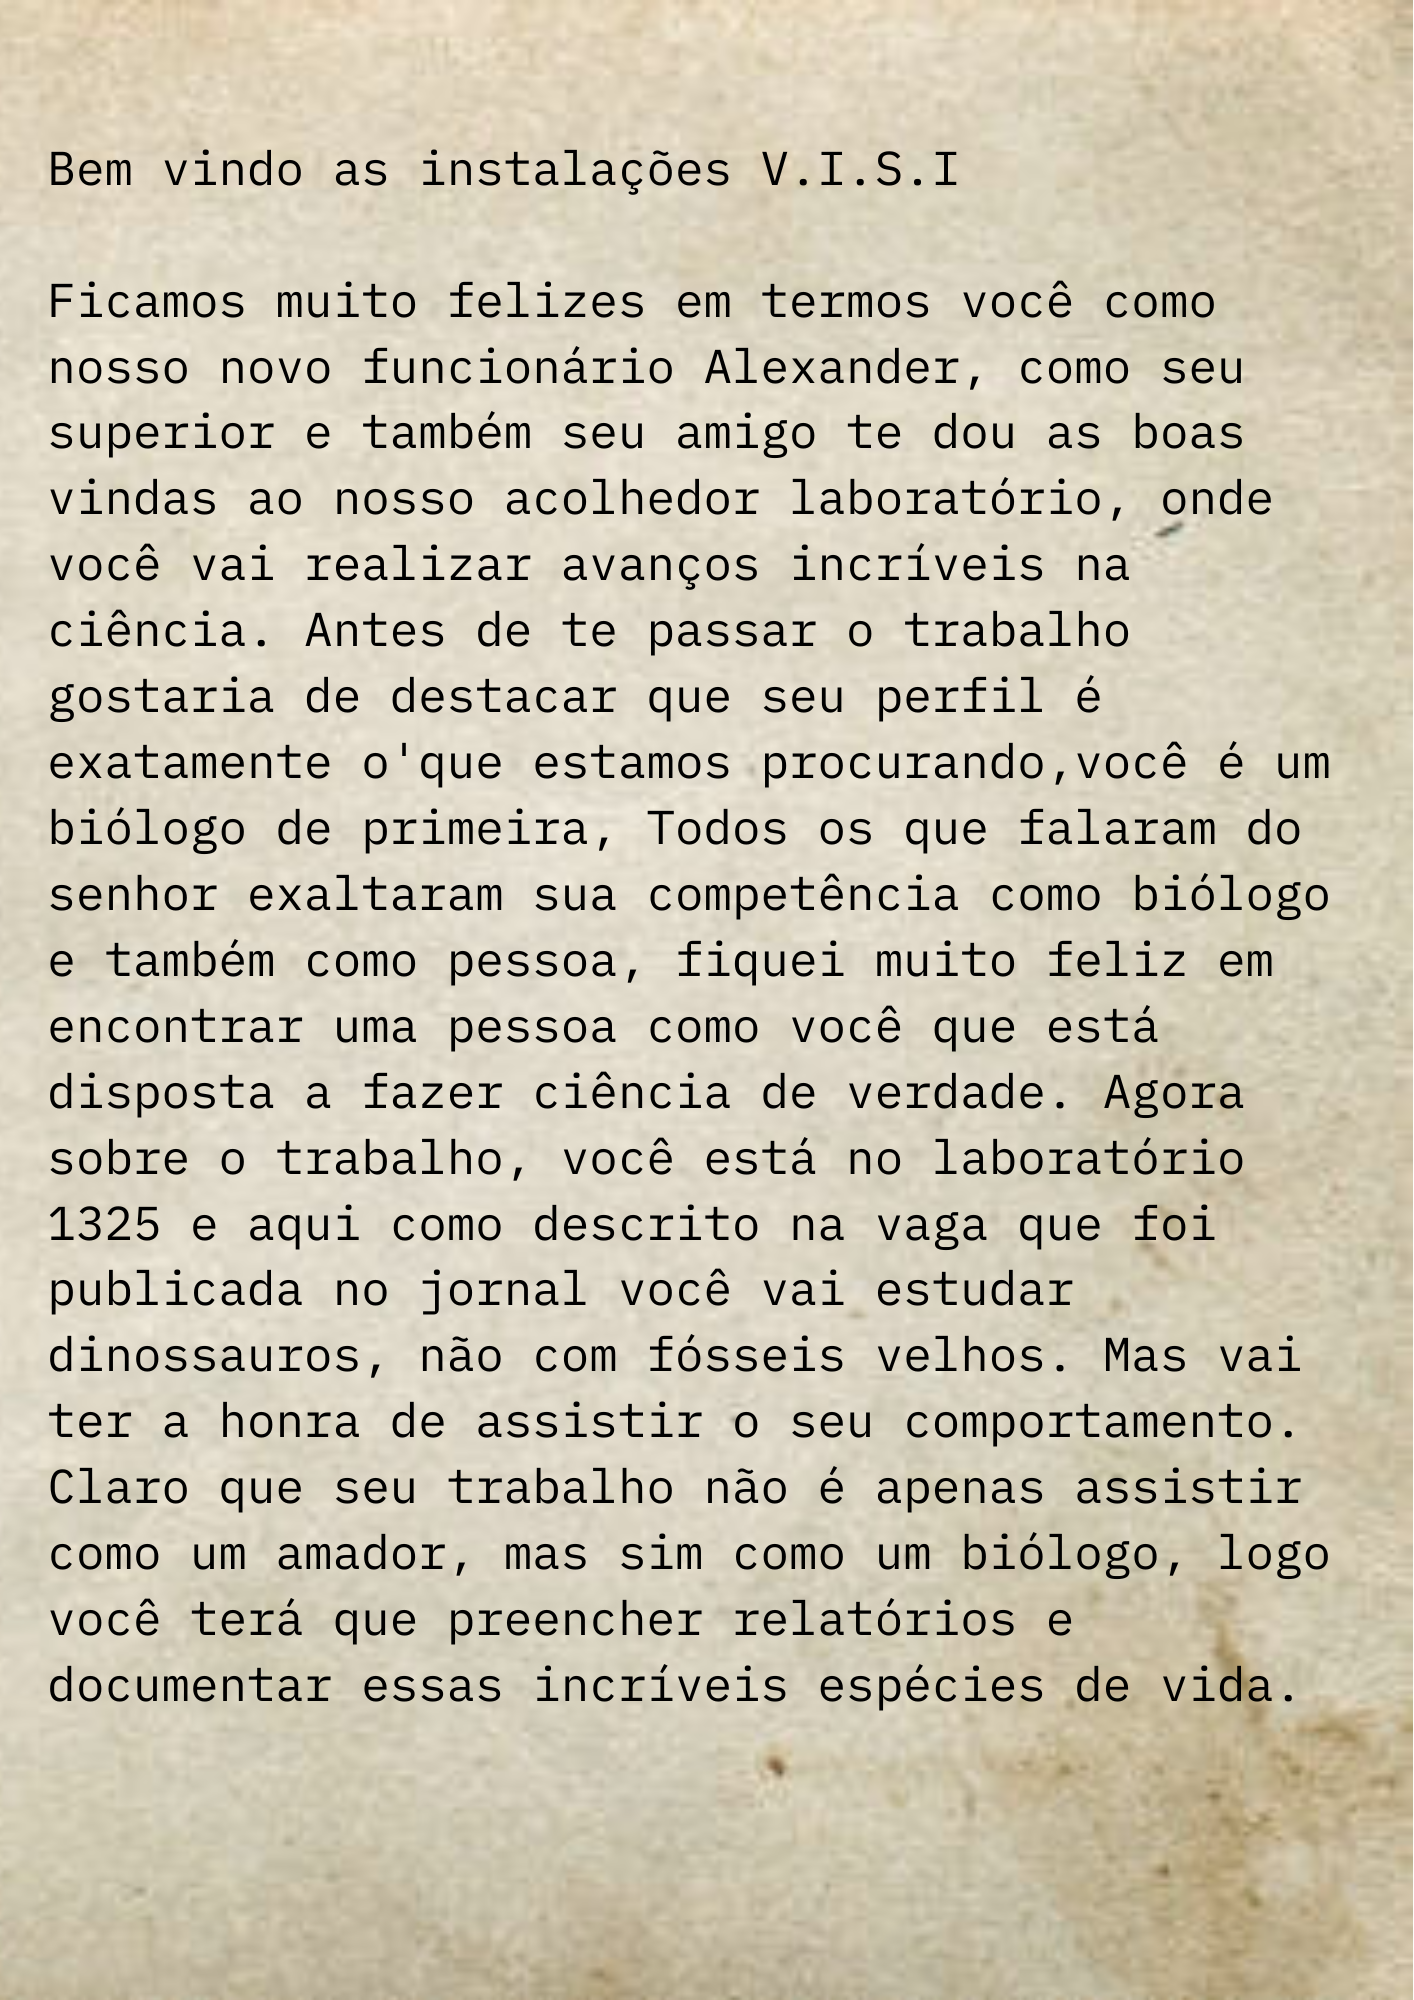 Bem vindo as instalações V.I.S.I
Ficamos muito felizes em termos você como
nosso novo funcionário Alexander, como seu
superior e também seu amigo te dou as boas
vindas ao nosso acolhedor laboratório, onde
você vai realizar avanços incríveis na
ciência. Antes de te passar o trabalho
gostaria de destacar que seu perfil é
exatamente o'que estamos procurando,você é um
biólogo de primeira, Todos os que falaram do
senhor exaltaram sua competência como biólogo
e também como pessoa, fiquei muito feliz em
encontrar uma pessoa como você que está
disposta a fazer ciência de verdade. Agora
sobre o trabalho, você está no laboratório
1325 e aqui como descrito na vaga que foi
publicada no jornal você vai estudar
dinossauros, não com fósseis velhos. Mas vai
ter a honra de assistir o seu comportamento.
Claro que seu trabalho não é apenas assistir
como um amador, mas sim como um biólogo, logo
você terá que preencher relatórios e
documentar essas incríveis espécies de vida.